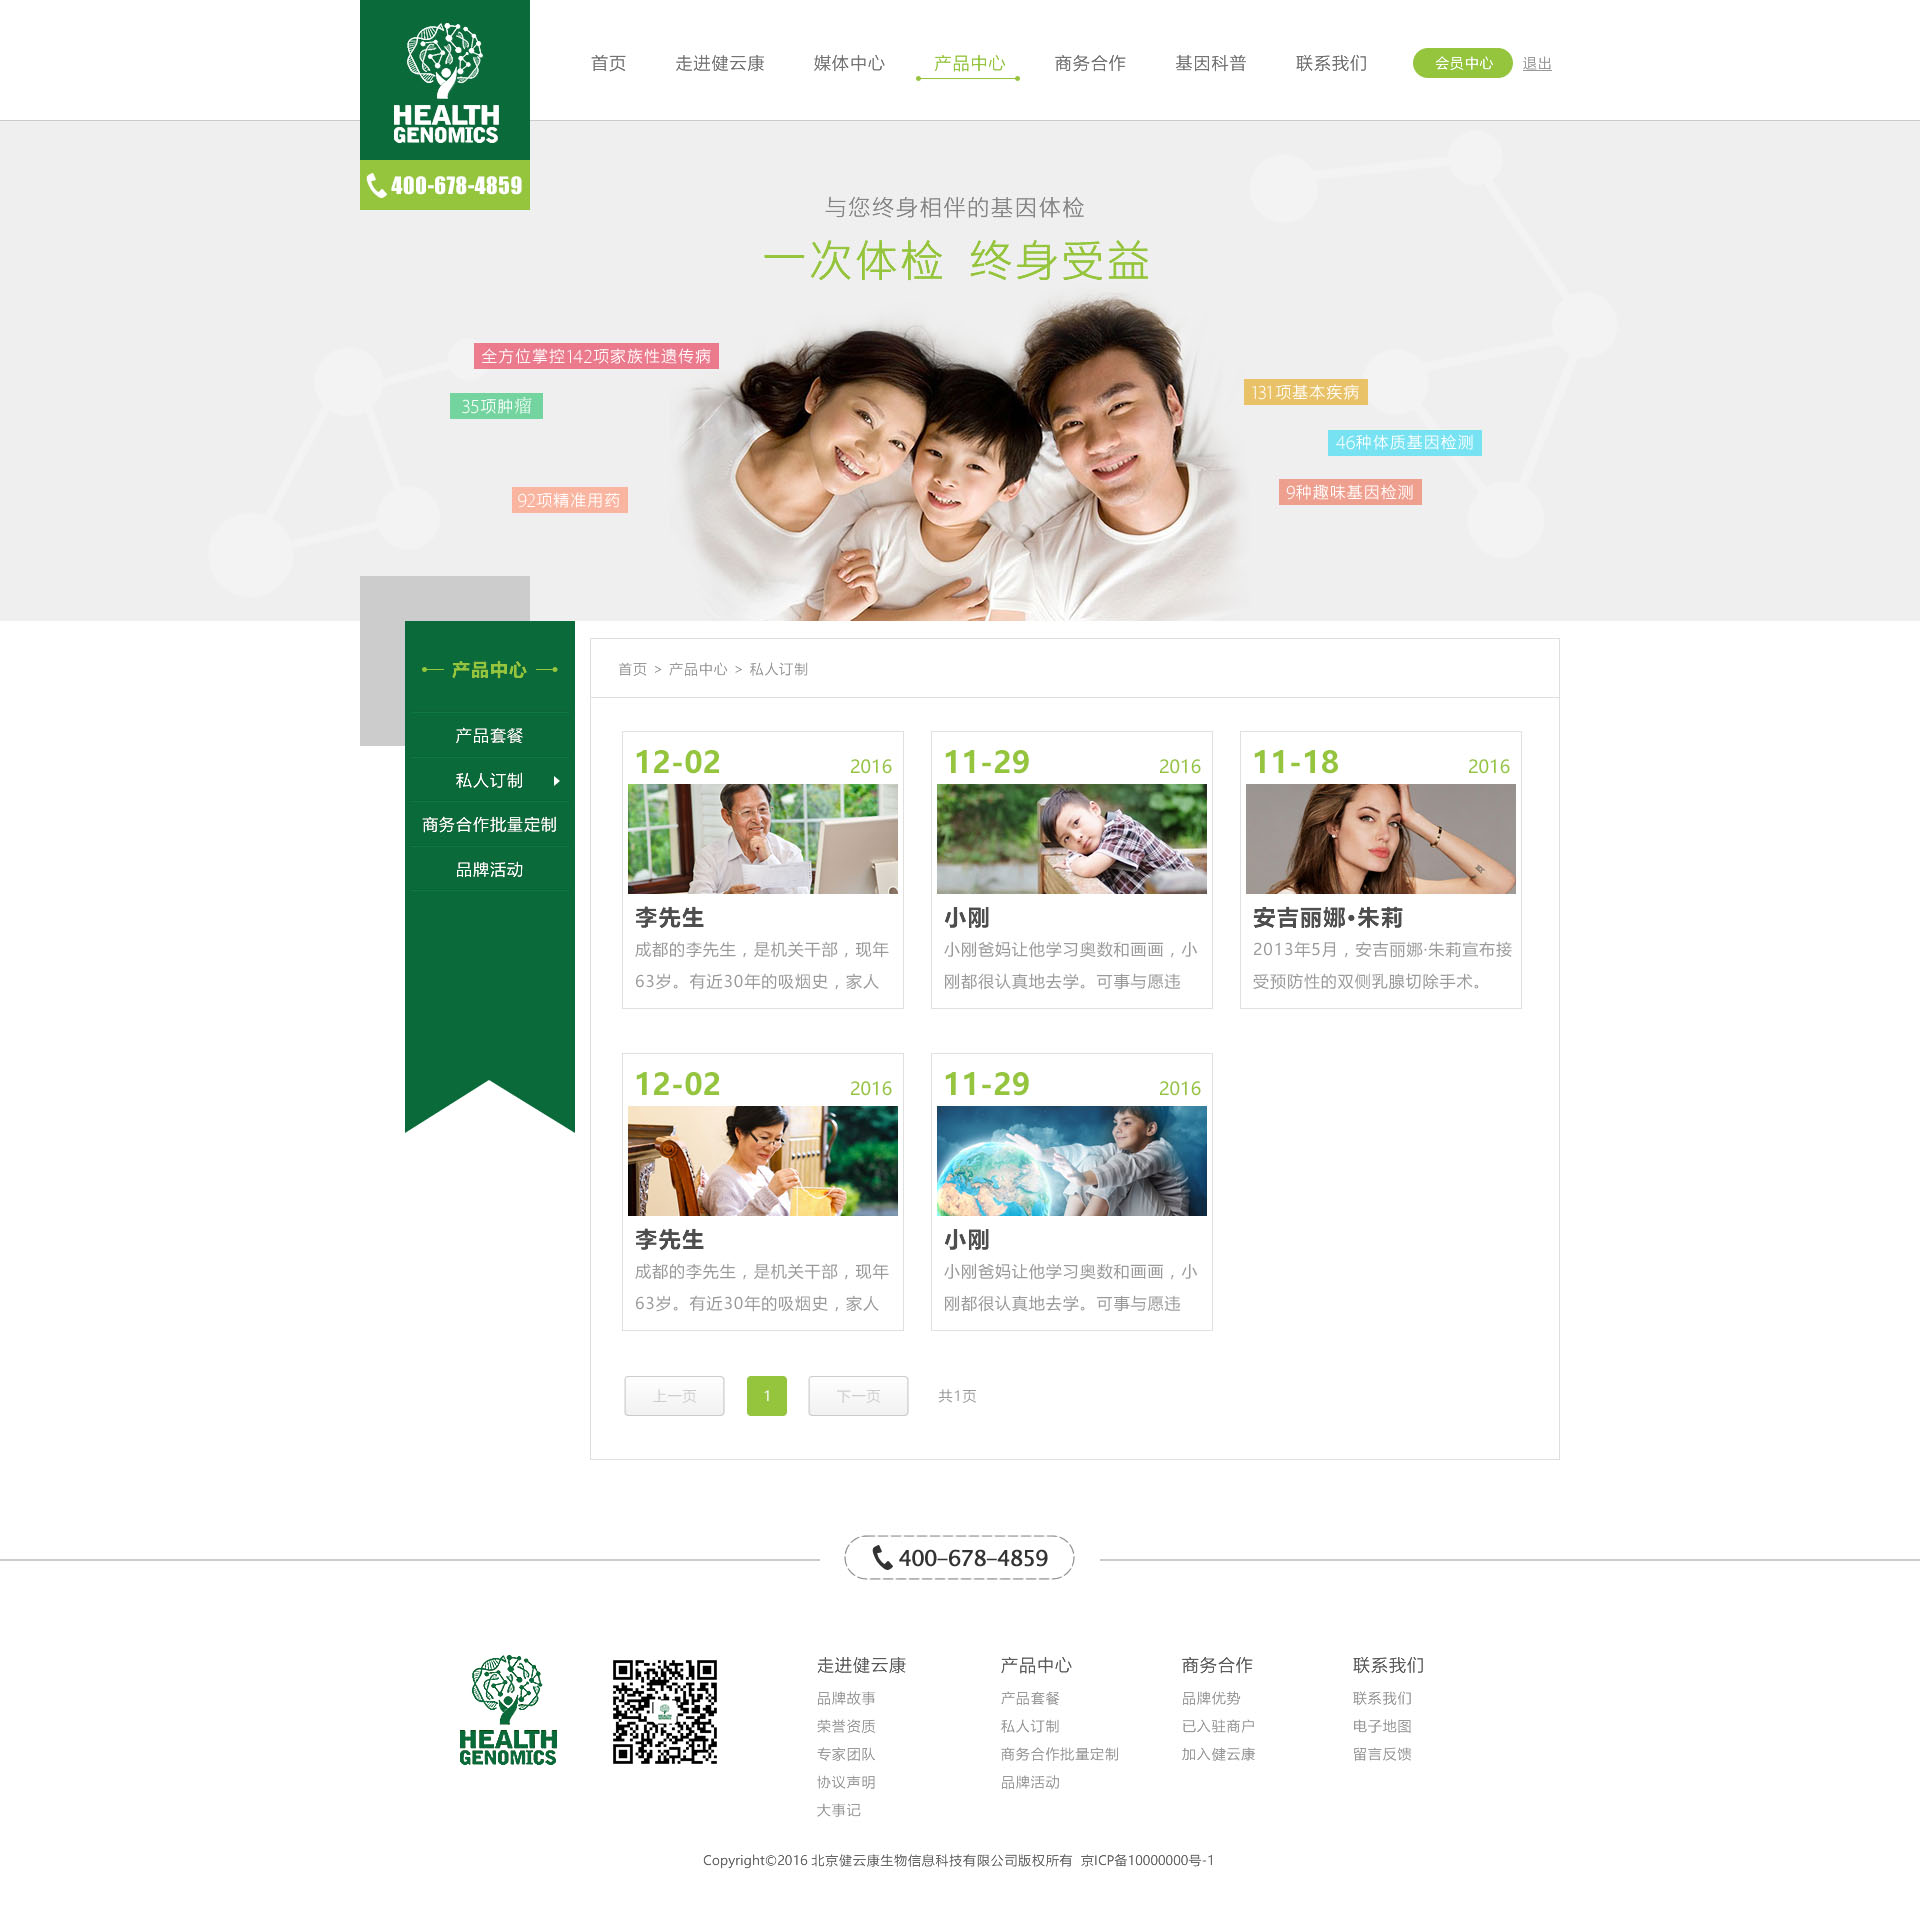 HEALTH
GENOMICS
400-678-4859
首页
走进健云康
媒体中心
产品中心
商务合作
基因科普
联系我们
会员中心
退出
与您终身相伴的基因体检
一次体检 终身受益
全方位掌控142项家族性遗传病
35项肿瘤
92项精准用药
131项基本疾病
46种体质基因检测
9种趣味基因检测
产品中心
产品套餐
私人订制
商务合作批量定制
品牌活动
首页 > 产品中心 > 私人订制
12-02
2016
李先生
成都的李先生，是机关干部，现年
63岁。有近30年的吸烟史，家人
11-29
2016
小刚
小刚爸妈让他学习奥数和画画，小
刚都很认真地去学。可事与愿违
11-18
2016
安吉丽娜·朱莉
2013年5月，安吉丽娜·朱莉宣布接
受预防性的双侧乳腺切除手术。
12-02
2016
李先生
成都的李先生，是机关干部，现年
63岁。有近30年的吸烟史，家人
11-29
2016
小刚
小刚爸妈让他学习奥数和画画，小
刚都很认真地去学。可事与愿违
上一页
1
下一页
共1页
400-678-4859
HEALTH
GENOMICS
走进健云康
品牌故事
荣誉资质
专家团队
协议声明
大事记
产品中心
产品套餐
私人订制
商务合作批量定制
品牌活动
商务合作
品牌优势
已入驻商户
加入健云康
联系我们
联系我们
电子地图
留言反馈
Copyright©2016 北京健云康生物信息科技有限公司版权所有 京ICP备10000000号-1